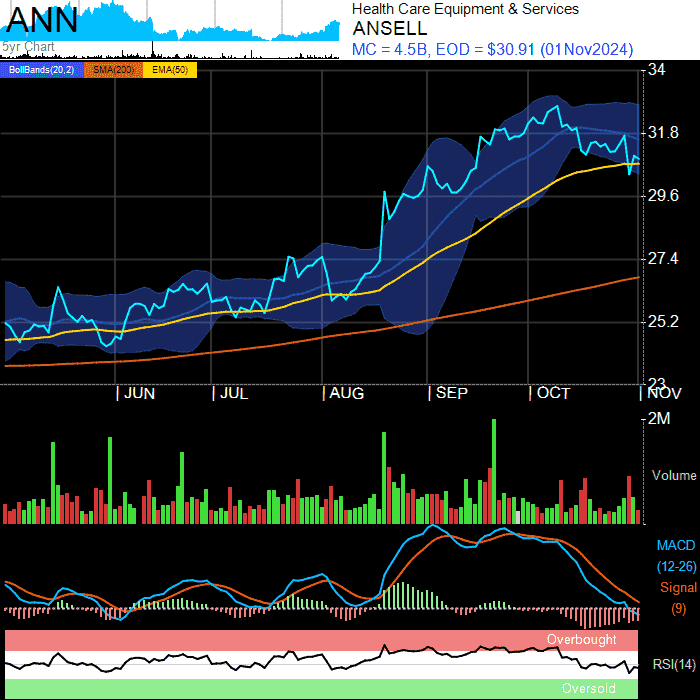 ANN
5yr Chart
Health Care Equipment & Services
ANSELL
MC = 4.5B, EOD = $30.91 (01Nov2024)
BollBands(20,2) SMA(200) EMA(50)
34
31.8
29.6
27.4
25.2
23
JUN JUL AUG SEP OCT NOV
2M
Volume
MACD
(12-26)
Signal
(9)
Overbought
RSI(14)
Oversold